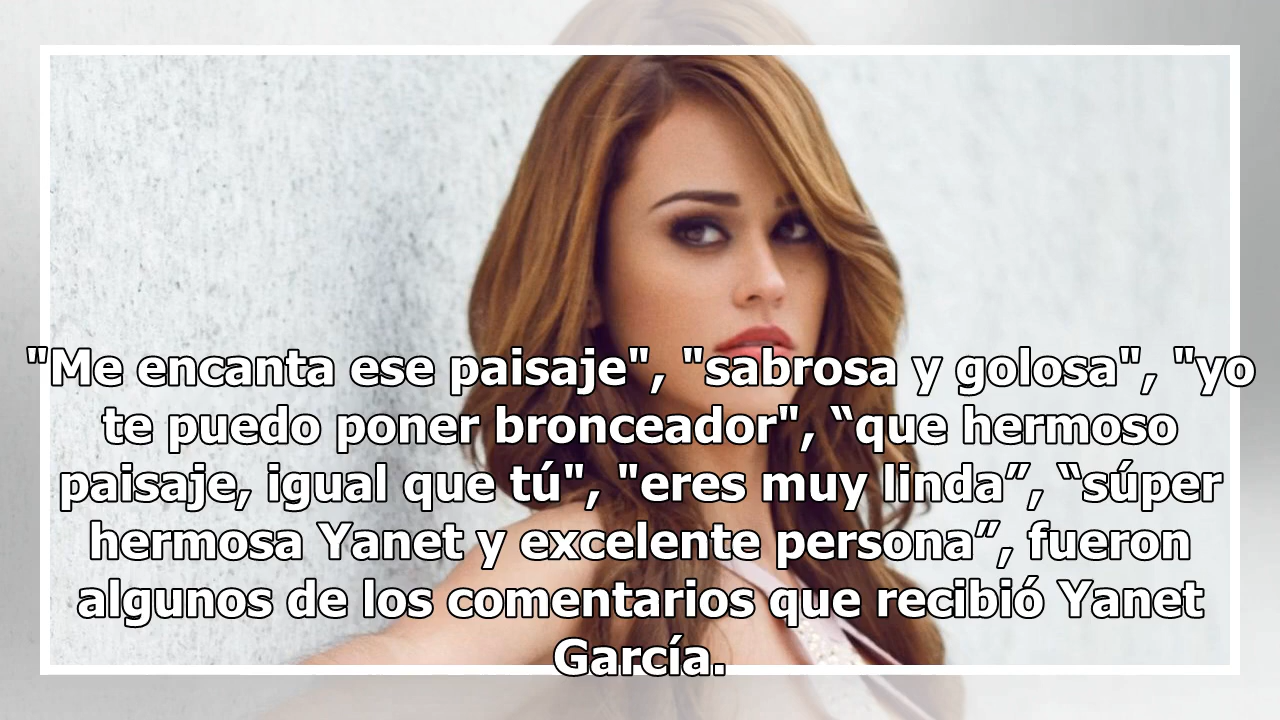 "Me encanta ese paisaje", "sabrosa y golosa", "yo
te puedo poner bronceador", “que hermoso
paisaje, igual que tú", "eres muy linda”, “súper
hermosa Yanet y excelente persona”, fueron
algunos de los comentarios que recibió Yanet
García.